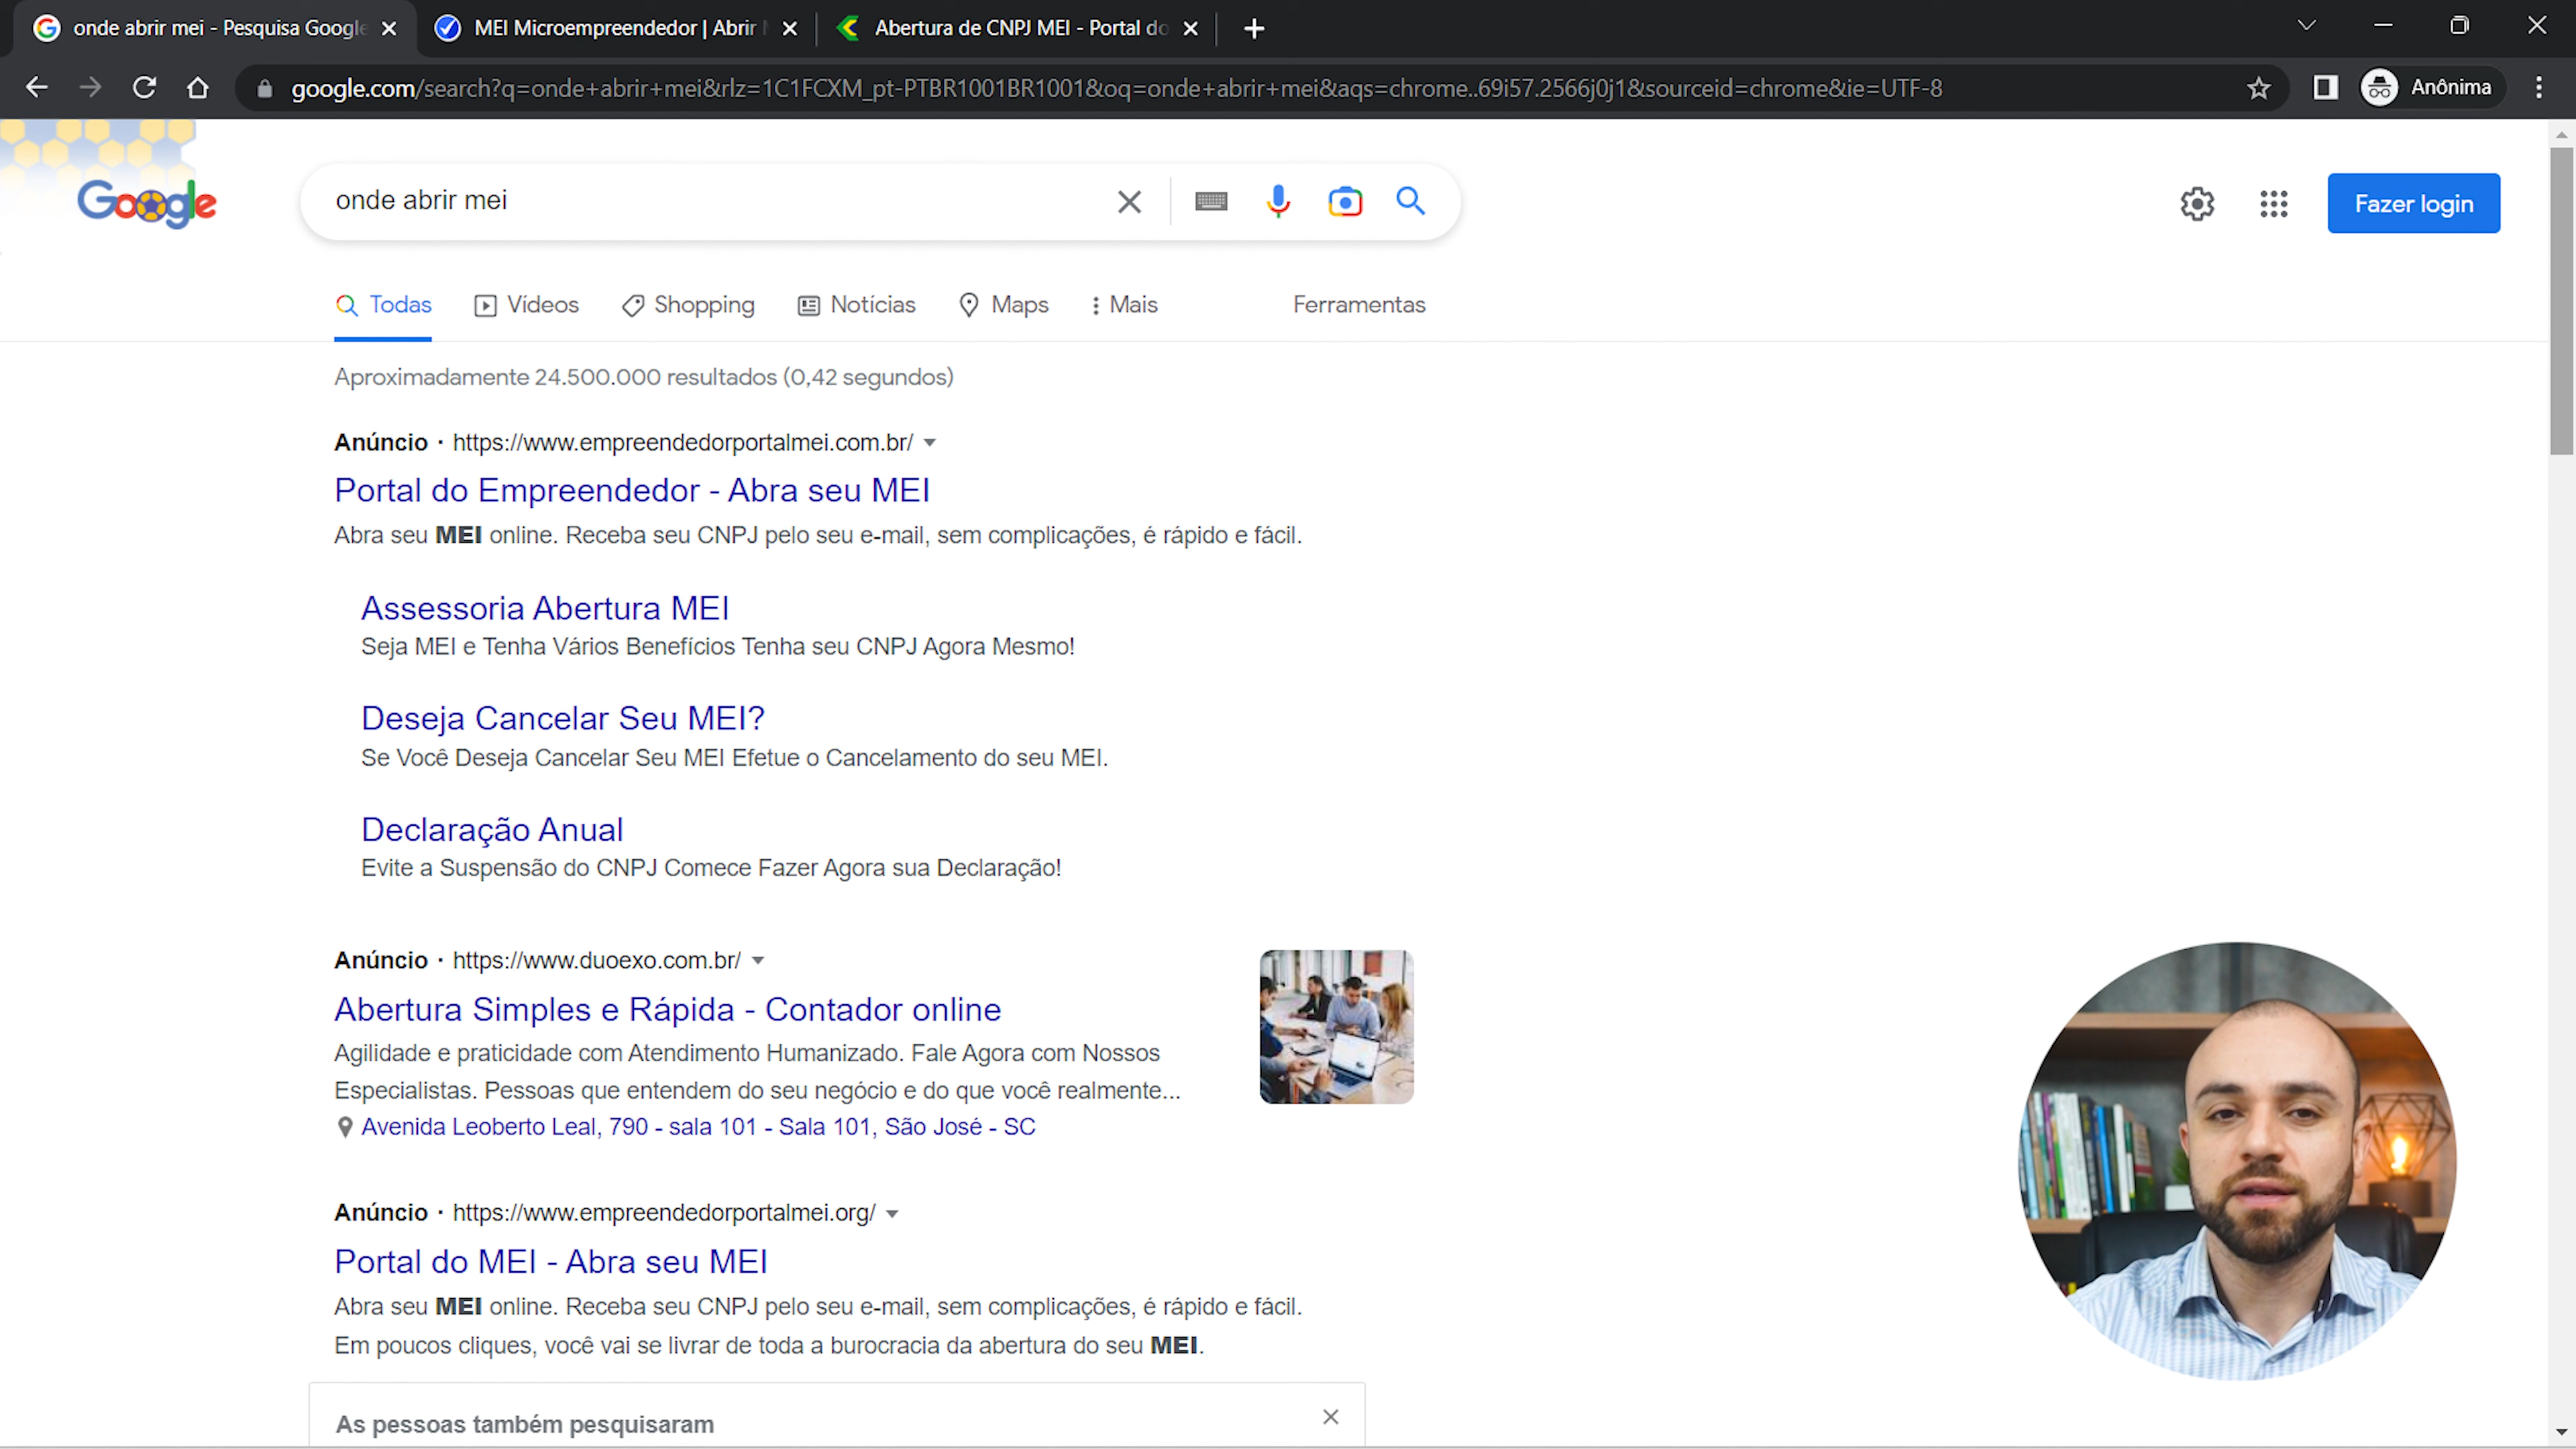 onde abrir mei - Pesquisa Google
MEI Microempreendedor | Abrir
Abertura de CNPJ MEI - Portal do
google.com/search?q=onde+abrir+mei&rlz=1C1FCXM_pt-PTBR1001BR1001&oq=onde+abrir+mei&aqs=chrome..69i57.2566j0j1&sourceid=chrome&ie=UTF-8
Anônima
Google
onde abrir mei
Fazer login
Todas
Vídeos
Shopping
Notícias
Maps
Mais
Ferramentas
Aproximadamente 24.500.000 resultados (0,42 segundos)
Anúncio · https://www.empreendedorportalmei.com.br/
Portal do Empreendedor - Abra seu MEI
Abra seu MEI online. Receba seu CNPJ pelo seu e-mail, sem complicações, é rápido e fácil.
Assessoria Abertura MEI
Seja MEI e Tenha Vários Benefícios Tenha seu CNPJ Agora Mesmo!
Deseja Cancelar Seu MEI?
Se Você Deseja Cancelar Seu MEI Efetue o Cancelamento do seu MEI.
Declaração Anual
Evite a Suspensão do CNPJ Comece Fazer Agora sua Declaração!
Anúncio · https://www.duoexo.com.br/
Abertura Simples e Rápida - Contador online
Agilidade e praticidade com Atendimento Humanizado. Fale Agora com Nossos
Especialistas. Pessoas que entendem do seu negócio e do que você realmente...
Avenida Leoberto Leal, 790 - sala 101 - Sala 101, São José - SC
Anúncio · https://www.empreendedorportalmei.org/
Portal do MEI - Abra seu MEI
Abra seu MEI online. Receba seu CNPJ pelo seu e-mail, sem complicações, é rápido e fácil.
Em poucos cliques, você vai se livrar de toda a burocracia da abertura do seu MEI.
As pessoas também pesquisaram